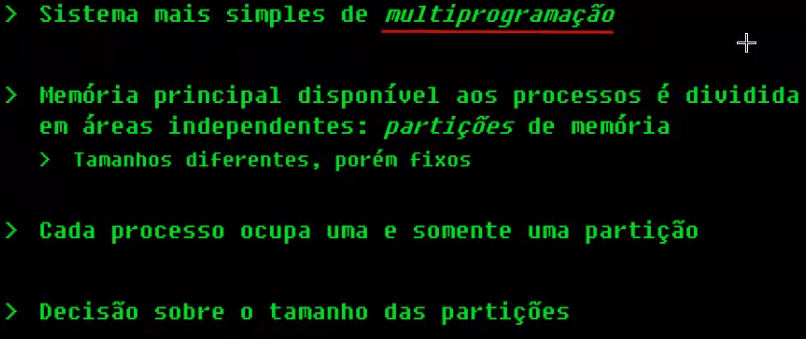 > Sistema mais simples de multiprogramação
> Memória principal disponível aos processos é dividida
em áreas independentes: partições de memória
> Tamanhos diferentes, porém fixos
> Cada processo ocupa uma e somente uma partição
> Decisão sobre o tamanho das partições